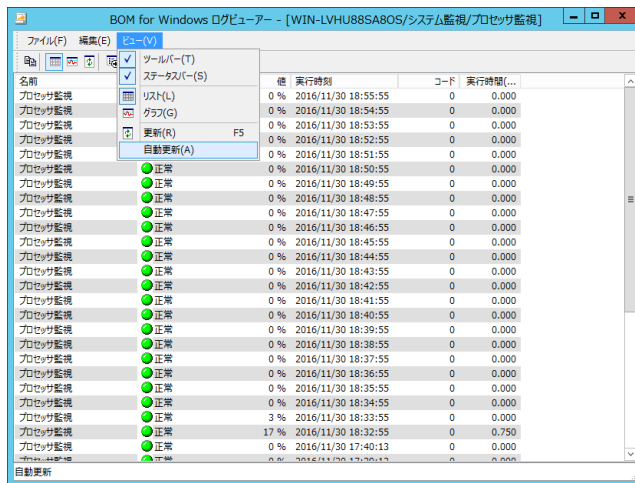 BOM for Windows ログビューアー - [WIN-LVHU88SA8OS/システム監視/プロセッサ監視]
ファイル(F) 編集(E) ビュー(V)
ツールバー(T)
ステータスバー(S)
リスト(L)
グラフ(G)
更新(R) F5
自動更新(A)
名前 値 実行時刻 コード 実行時間(...
プロセッサ監視 0 % 2016/11/30 18:55:55 0 0.000
プロセッサ監視 0 % 2016/11/30 18:54:55 0 0.000
プロセッサ監視 0 % 2016/11/30 18:53:55 0 0.000
プロセッサ監視 0 % 2016/11/30 18:52:55 0 0.000
プロセッサ監視 0 % 2016/11/30 18:51:55 0 0.000
プロセッサ監視 正常 0 % 2016/11/30 18:50:55 0 0.000
プロセッサ監視 正常 0 % 2016/11/30 18:49:55 0 0.000
プロセッサ監視 正常 0 % 2016/11/30 18:48:55 0 0.000
プロセッサ監視 正常 0 % 2016/11/30 18:47:55 0 0.000
プロセッサ監視 正常 0 % 2016/11/30 18:46:55 0 0.000
プロセッサ監視 正常 0 % 2016/11/30 18:45:55 0 0.000
プロセッサ監視 正常 0 % 2016/11/30 18:44:55 0 0.000
プロセッサ監視 正常 0 % 2016/11/30 18:43:55 0 0.000
プロセッサ監視 正常 0 % 2016/11/30 18:42:55 0 0.000
プロセッサ監視 正常 0 % 2016/11/30 18:41:55 0 0.000
プロセッサ監視 正常 0 % 2016/11/30 18:40:55 0 0.000
プロセッサ監視 正常 0 % 2016/11/30 18:39:55 0 0.000
プロセッサ監視 正常 0 % 2016/11/30 18:38:55 0 0.000
プロセッサ監視 正常 0 % 2016/11/30 18:37:55 0 0.000
プロセッサ監視 正常 0 % 2016/11/30 18:36:55 0 0.000
プロセッサ監視 正常 0 % 2016/11/30 18:35:55 0 0.000
プロセッサ監視 正常 0 % 2016/11/30 18:34:55 0 0.000
プロセッサ監視 正常 3 % 2016/11/30 18:33:55 0 0.000
プロセッサ監視 正常 17 % 2016/11/30 18:32:55 0 0.750
プロセッサ監視 正常 0 % 2016/11/30 17:40:13 0 0.000
自動更新